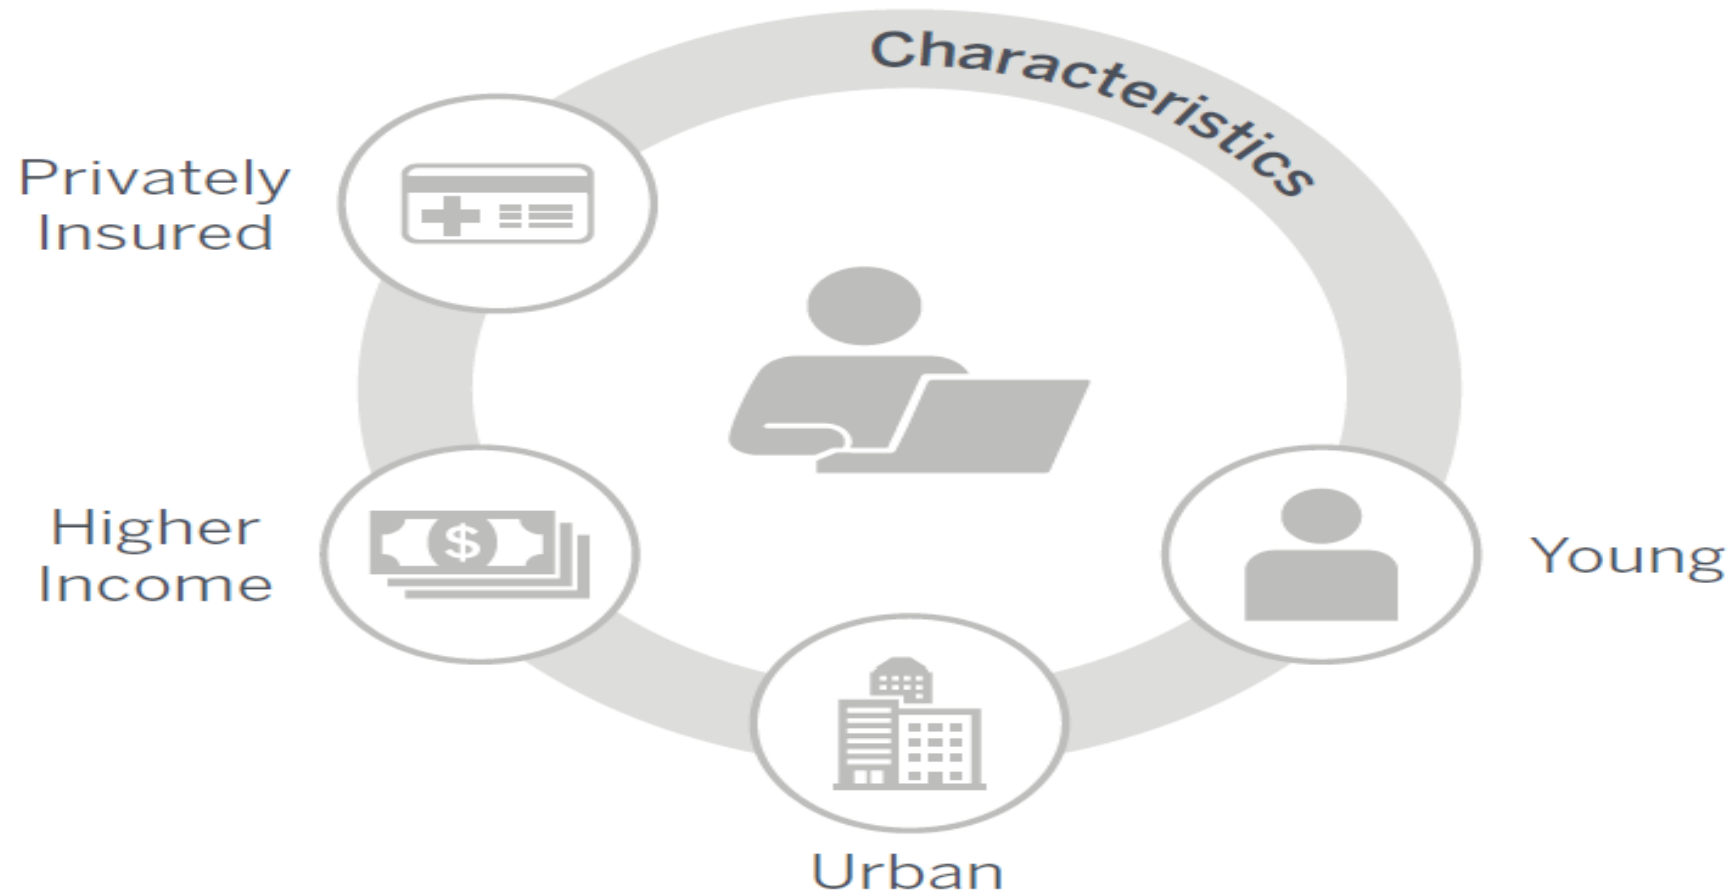 Characteristics
Privately
Insured
$
Higher
Income
Young
Urban